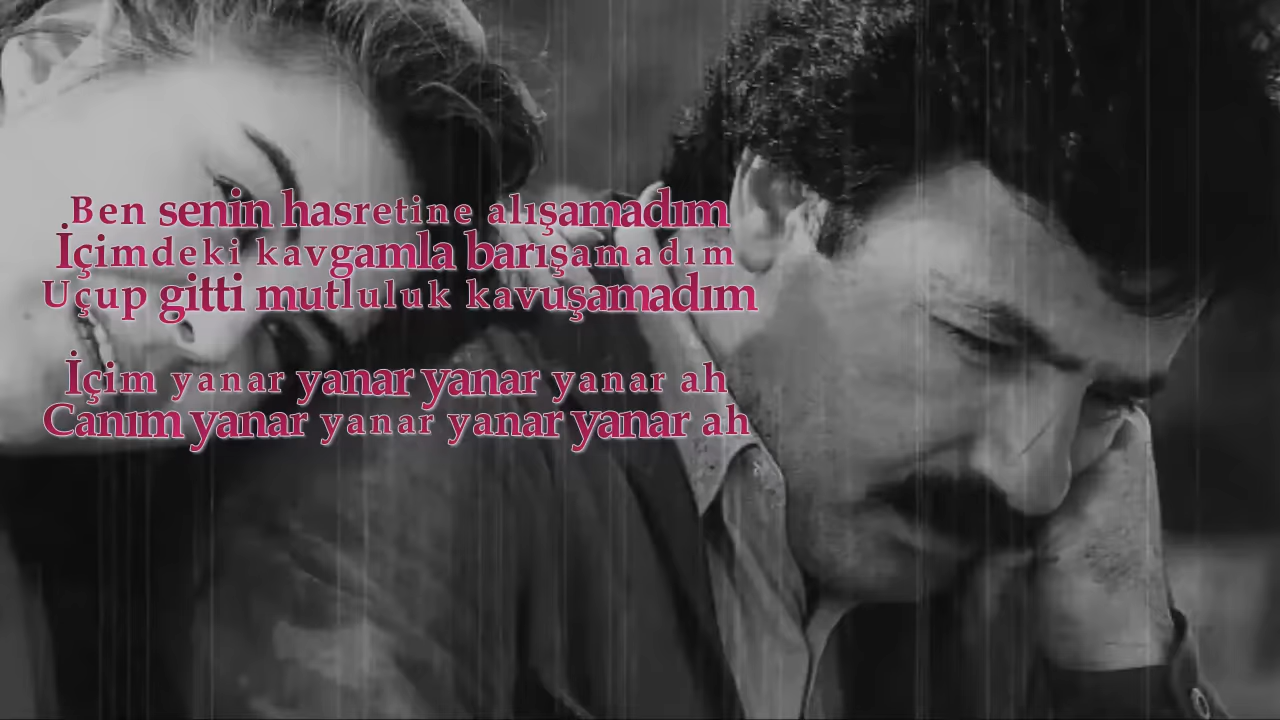 Ben senin hasretine alışamadım
İçimdeki kavgamla barışamadım
Uçup gitti mutluluk kavuşamadım
İçim yanar yanar yanar yanar ah
Canım yanar yanar yanar yanar ah